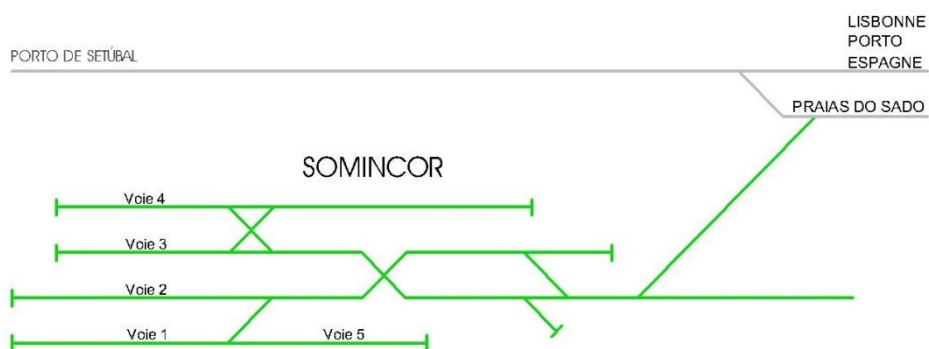 LISBONNE
PORTO
ESPAGNE
PORTO DE SETÚBAL
PRAIAS DO SADO
SOMINCOR
Voie 4
Voie 3
Voie 2
Voie 1
Voie 5